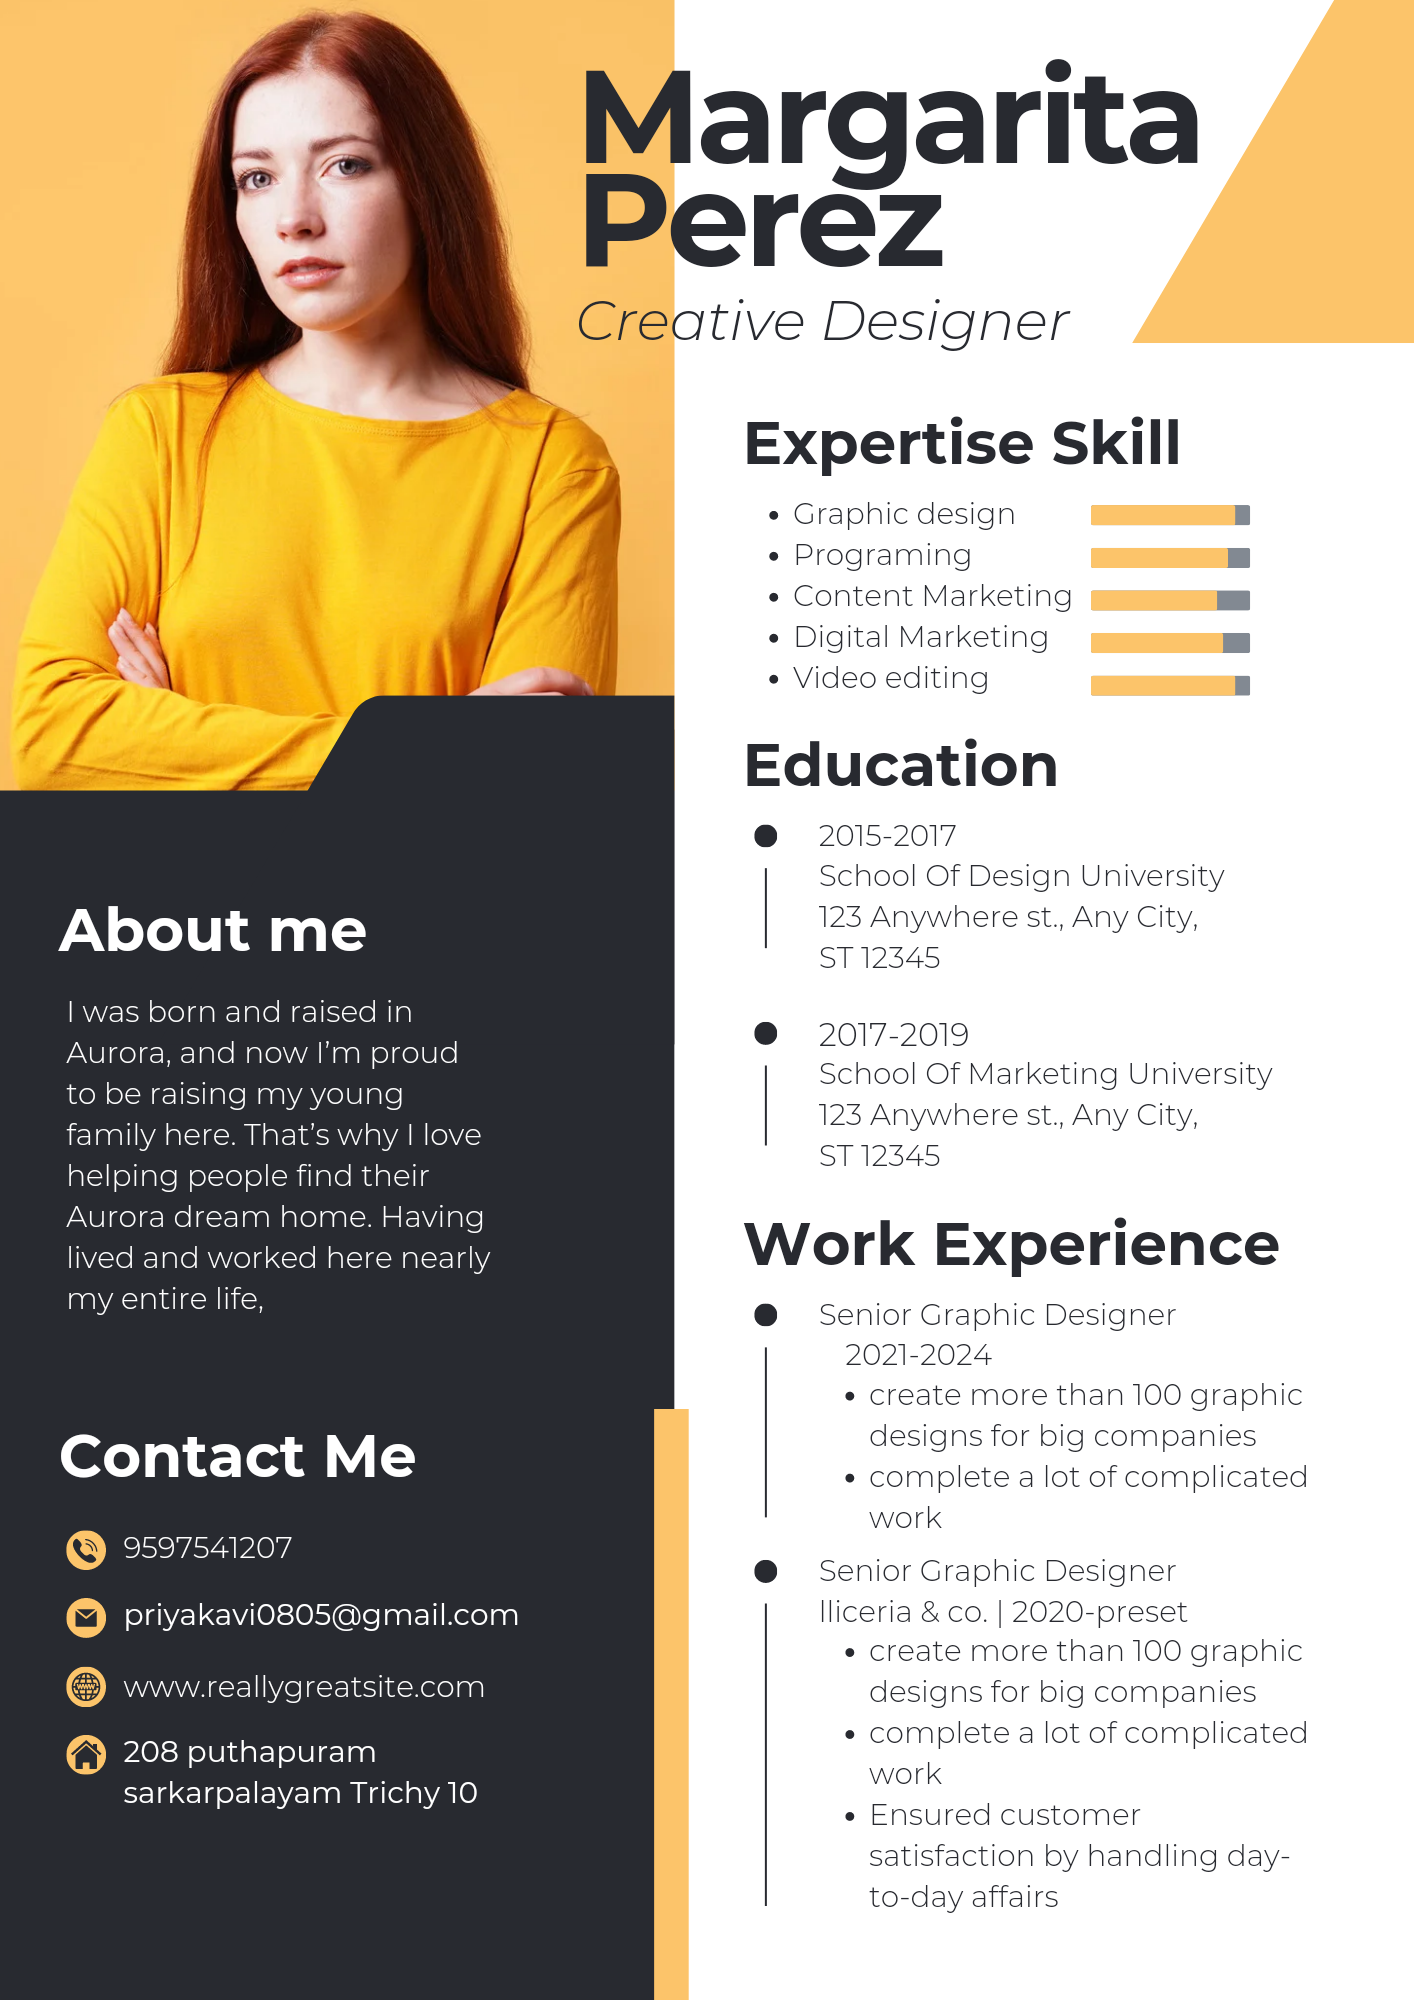 Margarita
Perez
Creative Designer
About me
I was born and raised in
Aurora, and now I'm proud
to be raising my young
family here. That's why I love
helping people find their
Aurora dream home. Having
lived and worked here nearly
my entire life,
Contact Me
9597541207
priyakavi0805@gmail.com
www.reallygreatsite.com
208 puthapuram
sarkarpalayam Trichy 10
Expertise Skill
• Graphic design
• Programing
• Content Marketing
• Digital Marketing
• Video editing
Education
2015-2017
School Of Design University
123 Anywhere st., Any City,
ST 12345
2017-2019
School Of Marketing University
123 Anywhere st., Any City,
ST 12345
Work Experience
Senior Graphic Designer
2021-2024
• create more than 100 graphic
designs for big companies
• complete a lot of complicated
work
Senior Graphic Designer
lliceria & co. | 2020-preset
• create more than 100 graphic
designs for big companies
• complete a lot of complicated
work
• Ensured customer
satisfaction by handling day-
to-day affairs